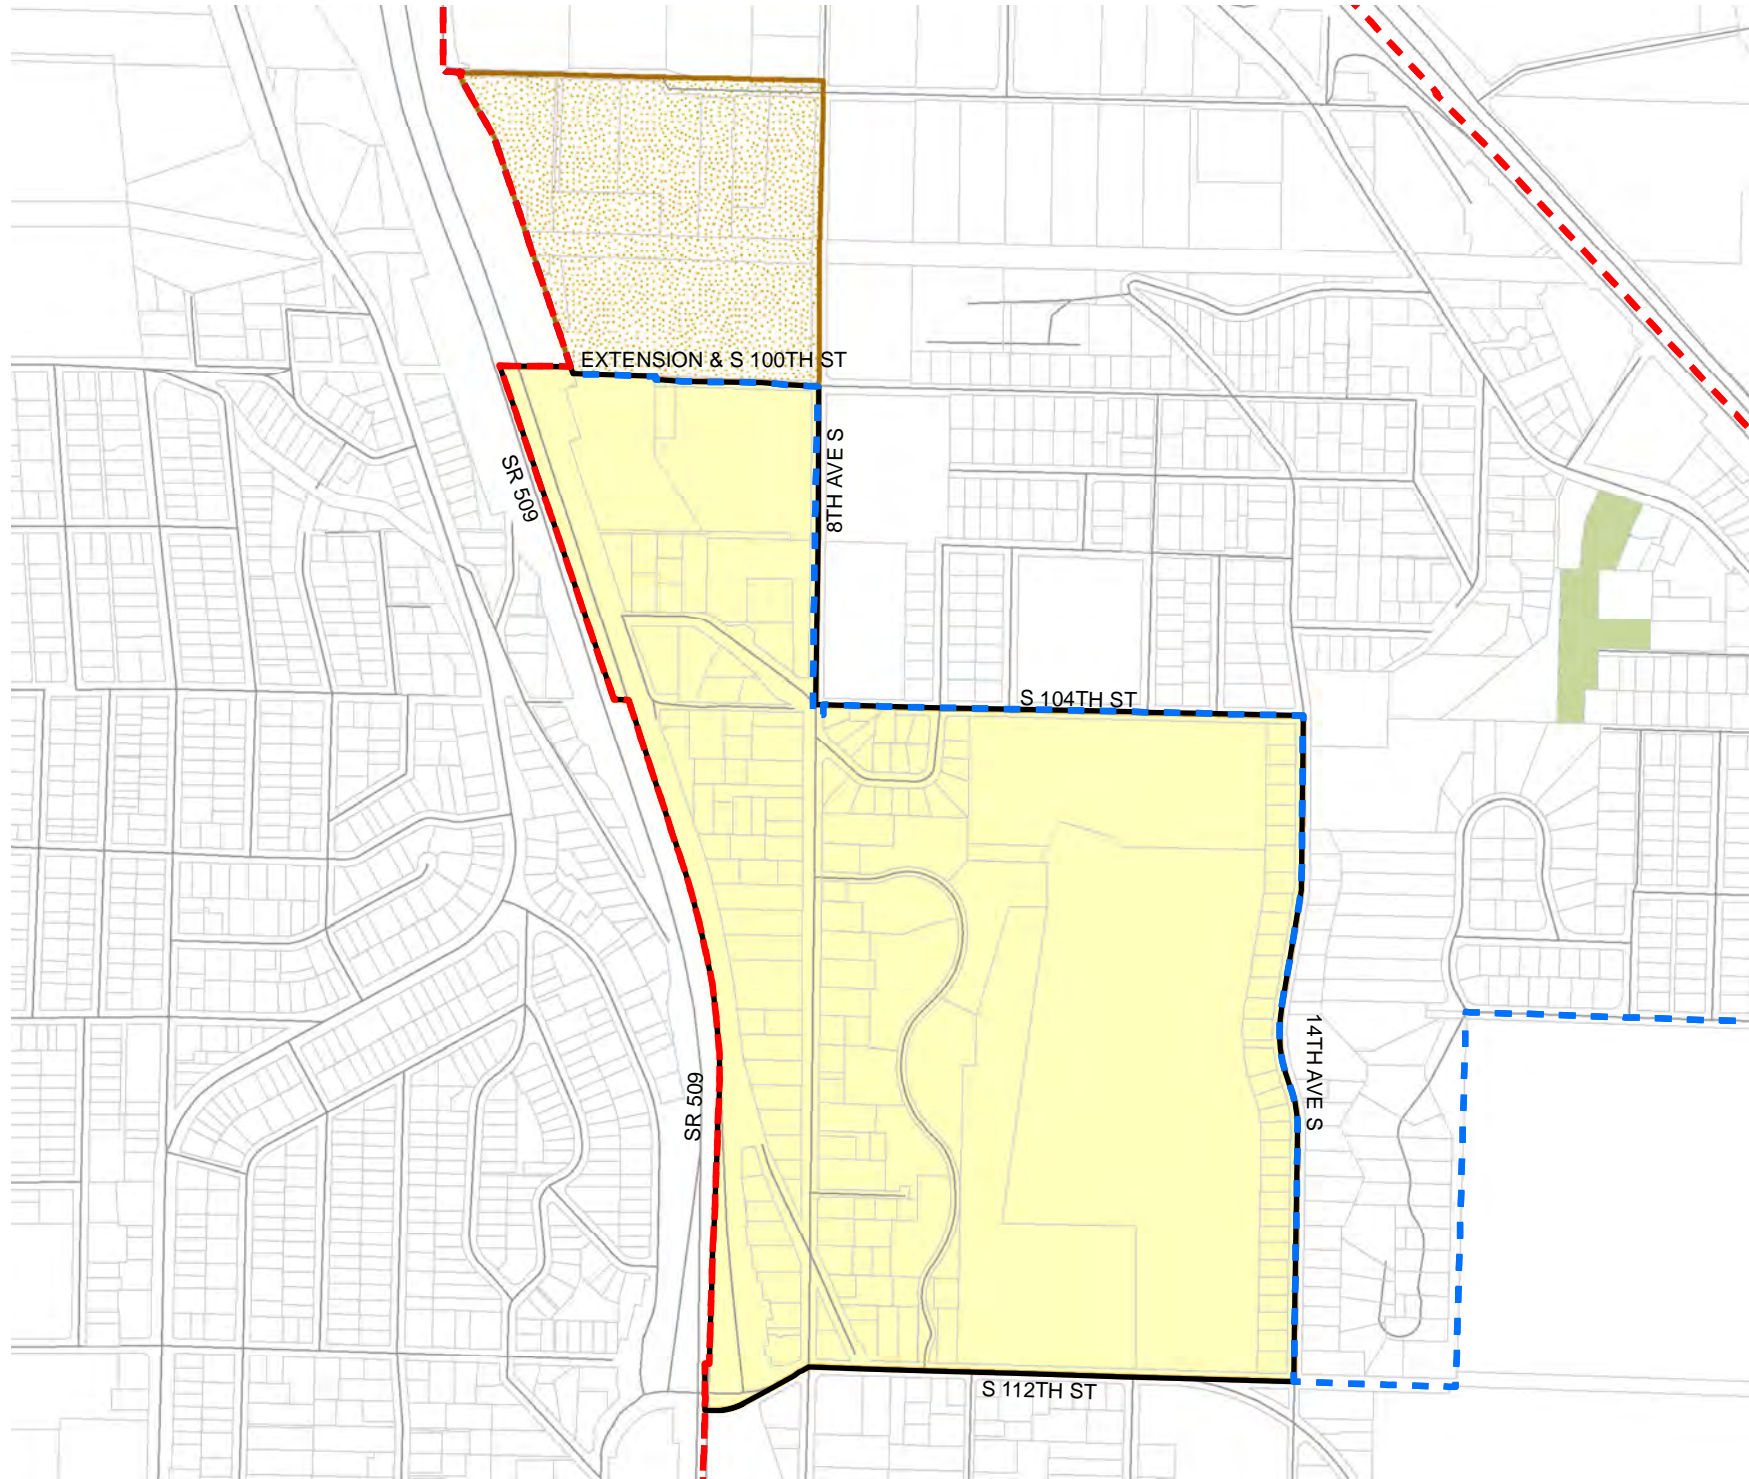 EXTENSION & S 100TH ST
8TH AVE S
SR 509
S 104TH ST
14TH AVE S
SR 509
S 112TH ST